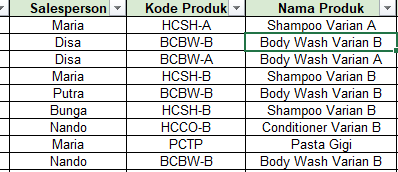 Salesperson Kode Produk Nama Produk
Maria HCSH-A Shampoo Varian A
Disa BCBW-B Body Wash Varian B
Disa BCBW-A Body Wash Varian A
Maria HCSH-B Shampoo Varian B
Putra BCBW-B Body Wash Varian B
Bunga HCSH-B Shampoo Varian B
Nando HCCO-B Conditioner Varian B
Maria PCTP Pasta Gigi
Nando BCBW-B Body Wash Varian B